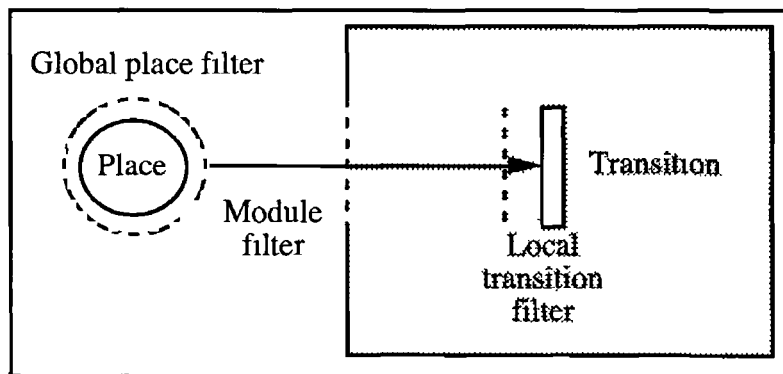 Global place filter
Place
Module
filter
Transition
Local
transition
filter